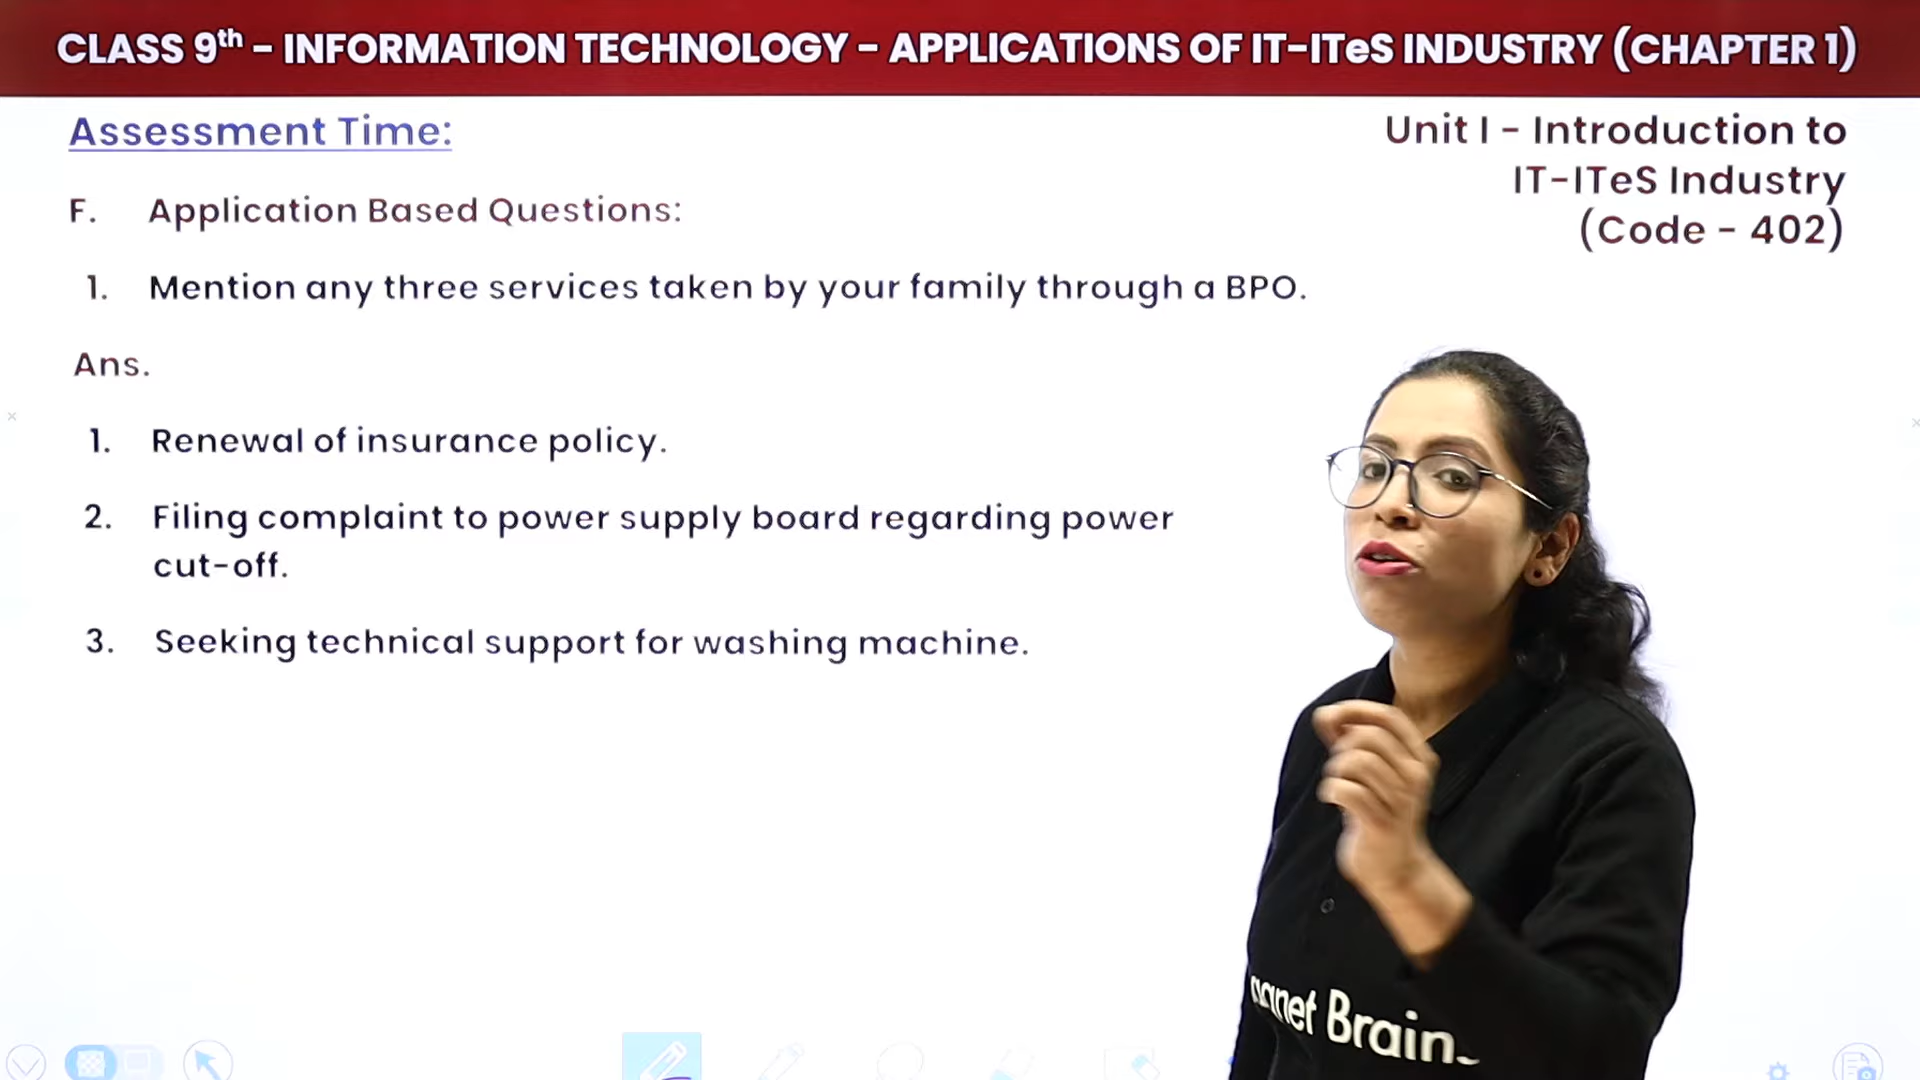 CLASS 9th – INFORMATION TECHNOLOGY – APPLICATIONS OF IT-ITeS INDUSTRY (CHAPTER 1)
Assessment Time:
Unit I – Introduction to
IT-ITeS Industry
(Code – 402)
F. Application Based Questions:
1. Mention any three services taken by your family through a BPO.
Ans.
1. Renewal of insurance policy.
2. Filing complaint to power supply board regarding power
cut-off.
3. Seeking technical support for washing machine.
anet Brain